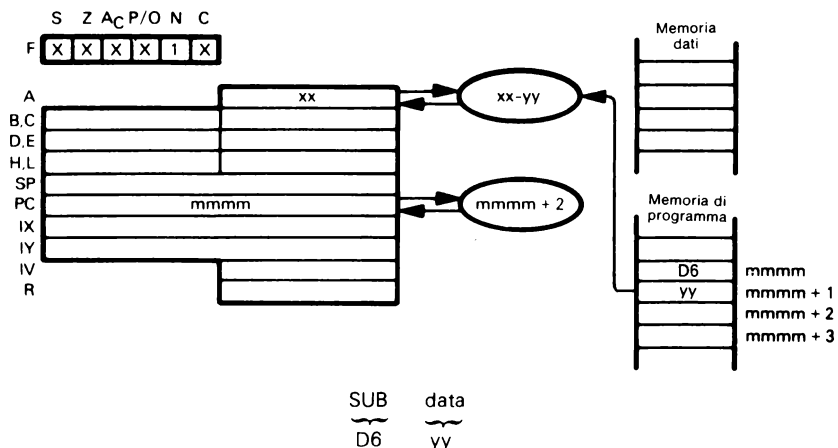 S Z AC P/O N C
F X X X X 1 X
Memoria
dati
A xx xx-yy
B,C
D,E
H,L
SP
PC mmmm mmmm + 2
IX
IY
IV
R
Memoria di
programma
D6 mmmm
yy mmmm + 1
mmmm + 2
mmmm + 3
SUB data
D6 yy